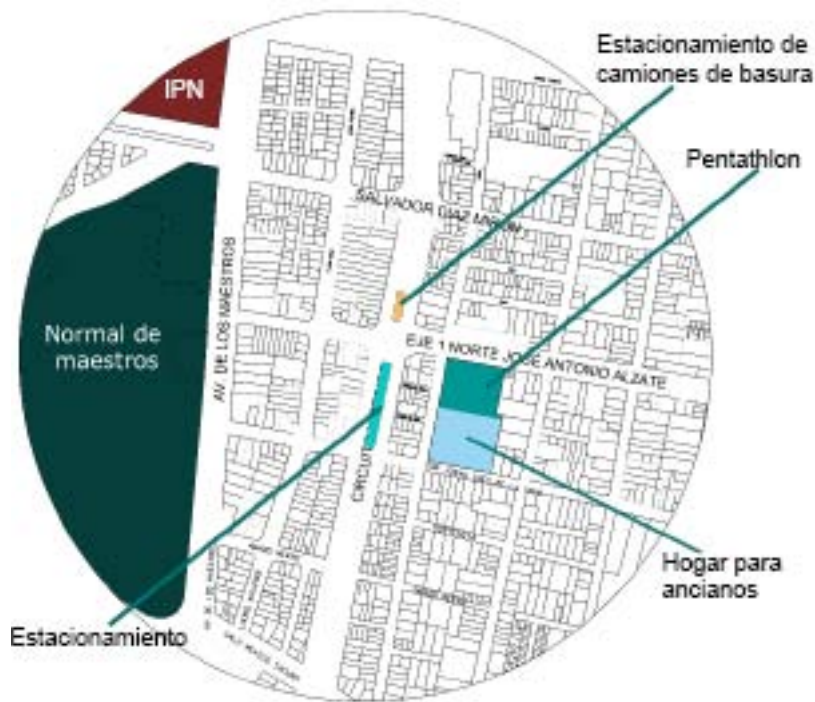 Estacionamiento de
camiones de basura
IPN
Pentathlon
SALVADOR DIAZ MIRON
AV. DE LOS MAESTROS
Normal de
maestros
EJE 1 NORTE JOSE ANTONIO ALZATE
CIRCUIT
Hogar para
ancianos
Estacionamiento